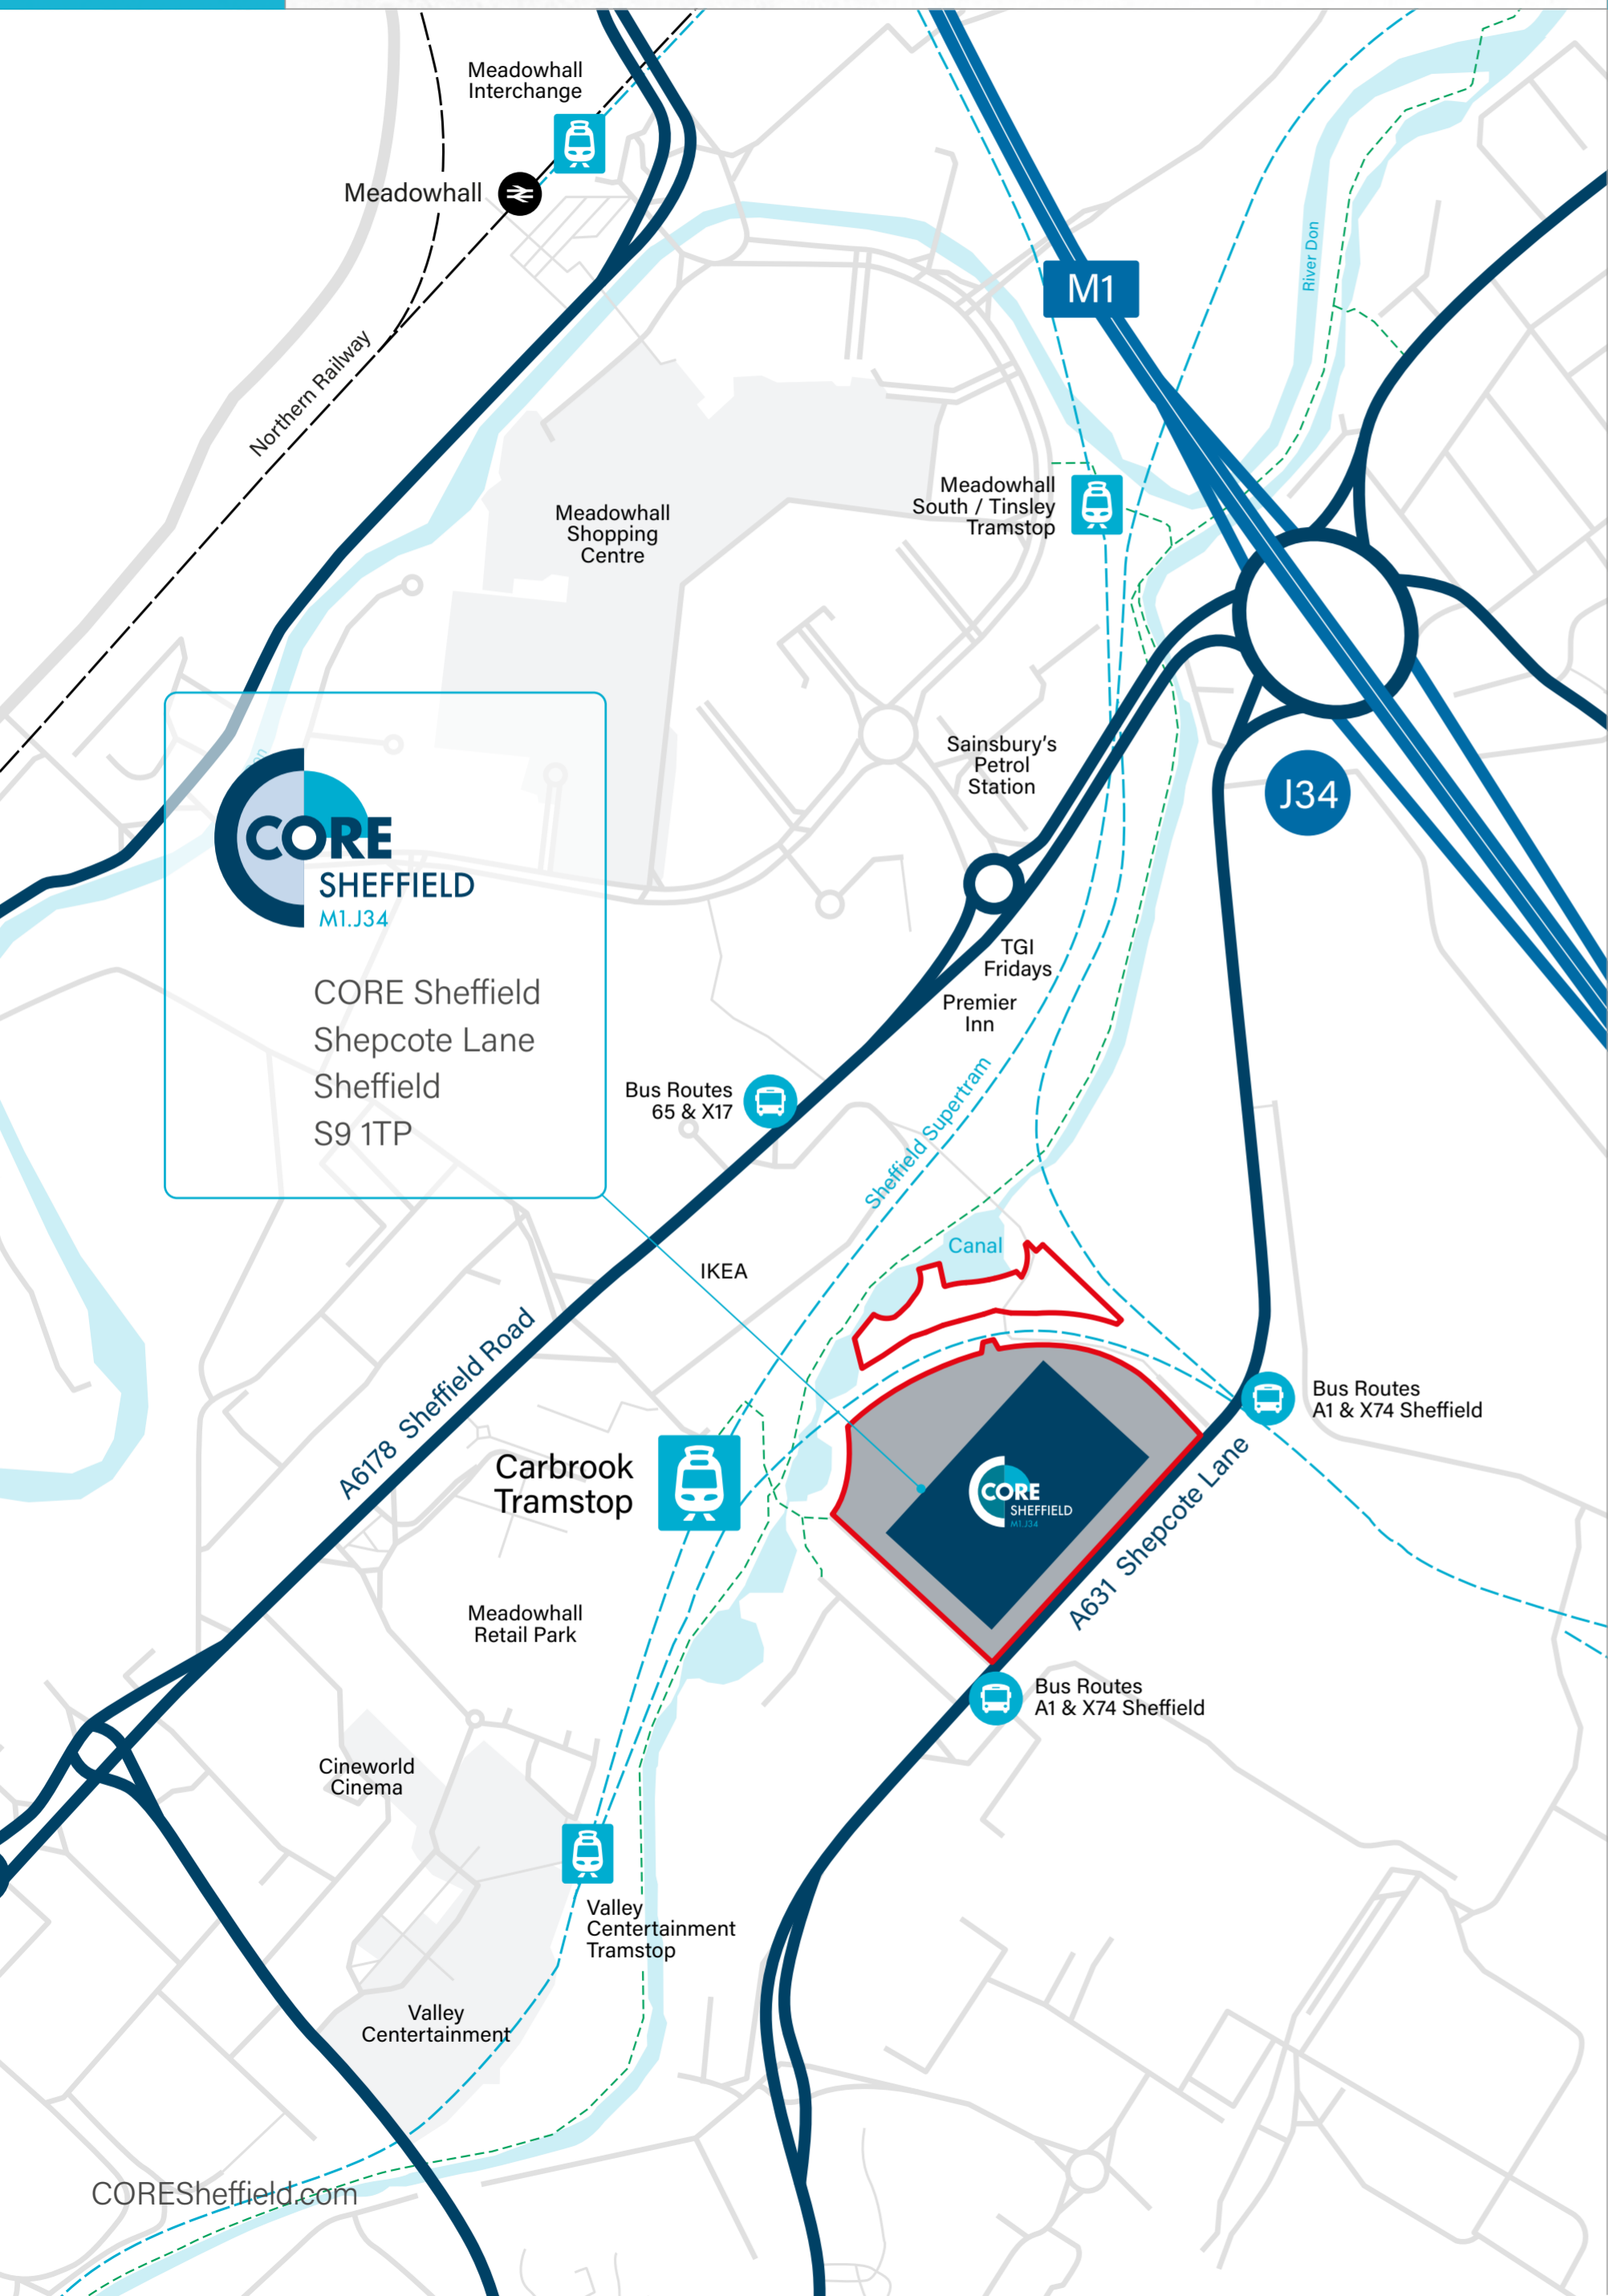 Meadowhall
Interchange
Meadowhall
M1
River Don
Northern Railway
Meadowhall
South / Tinsley
Tramstop
Meadowhall
Shopping
Centre
Sainsbury's
Petrol
Station
J34
CORE
SHEFFIELD
M1.J34
CORE Sheffield
Shepcote Lane
Sheffield
S9 1TP
TGI
Fridays
Premier
Inn
Bus Routes
65 & X17
Sheffield Supertram
Canal
IKEA
A6178 Sheffield Road
Bus Routes
A1 & X74 Sheffield
Carbrook
Tramstop
CORE
SHEFFIELD
M1.J34
A631 Shepcote Lane
Meadowhall
Retail Park
Bus Routes
A1 & X74 Sheffield
Cineworld
Cinema
Valley
Centertainment
Tramstop
Valley
Centertainment
CORESheffield.com